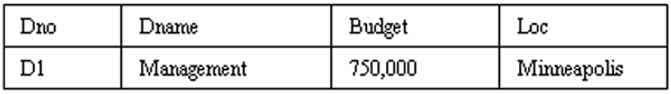 Dno Dname Budget Loc
D1 Management 750,000 Minneapolis